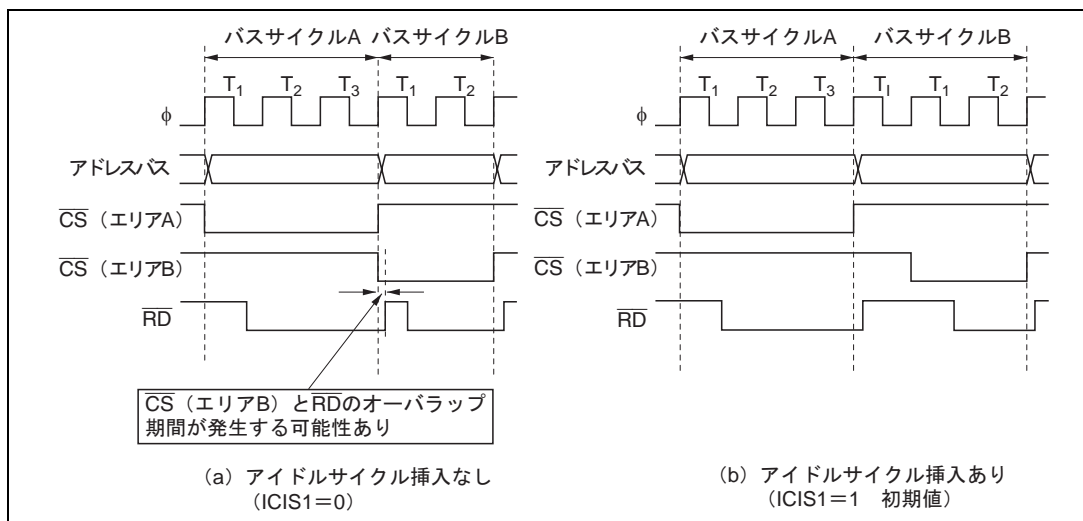 バスサイクルA バスサイクルB
T1 T2 T3 T1 T2
φ
アドレスバス
CS（エリアA）
CS（エリアB）
RD
CS（エリアB）とRDのオーバラップ
期間が発生する可能性あり
（a）アイドルサイクル挿入なし
（ICIS1＝0）
バスサイクルA バスサイクルB
T1 T2 T3 TI T1 T2
φ
アドレスバス
CS（エリアA）
CS（エリアB）
RD
（b）アイドルサイクル挿入あり
（ICIS1＝1 初期値）